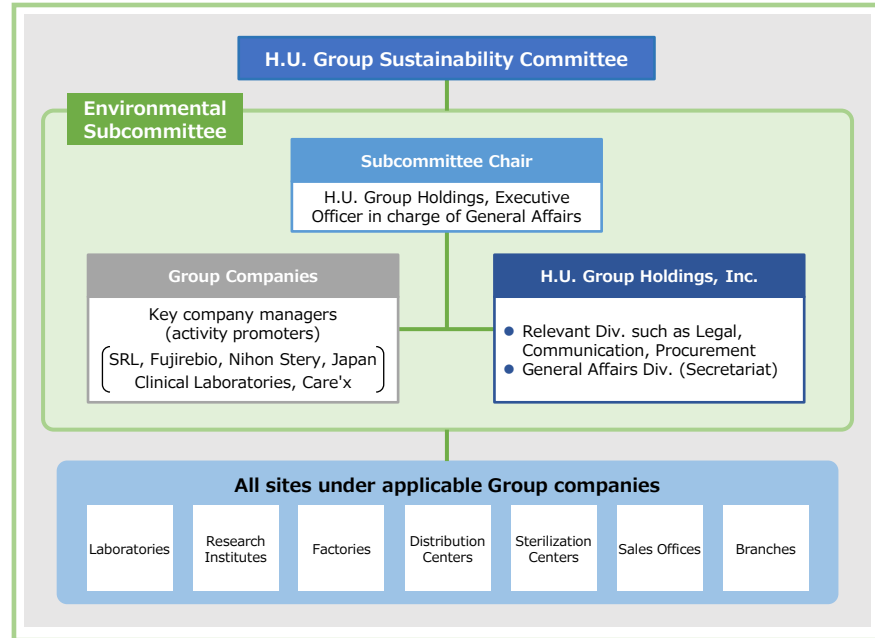 H.U. Group Sustainability Committee
Environmental
Subcommittee
Subcommittee Chair
H.U. Group Holdings, Executive
Officer in charge of General Affairs
Group Companies
Key company managers
(activity promoters)
SRL, Fujirebio, Nihon Stery, Japan
Clinical Laboratories, Care'x
H.U. Group Holdings, Inc.
● Relevant Div. such as Legal,
Communication, Procurement
● General Affairs Div. (Secretariat)
All sites under applicable Group companies
Laboratories
Research
Institutes
Factories
Distribution
Centers
Sterilization
Centers
Sales Offices
Branches